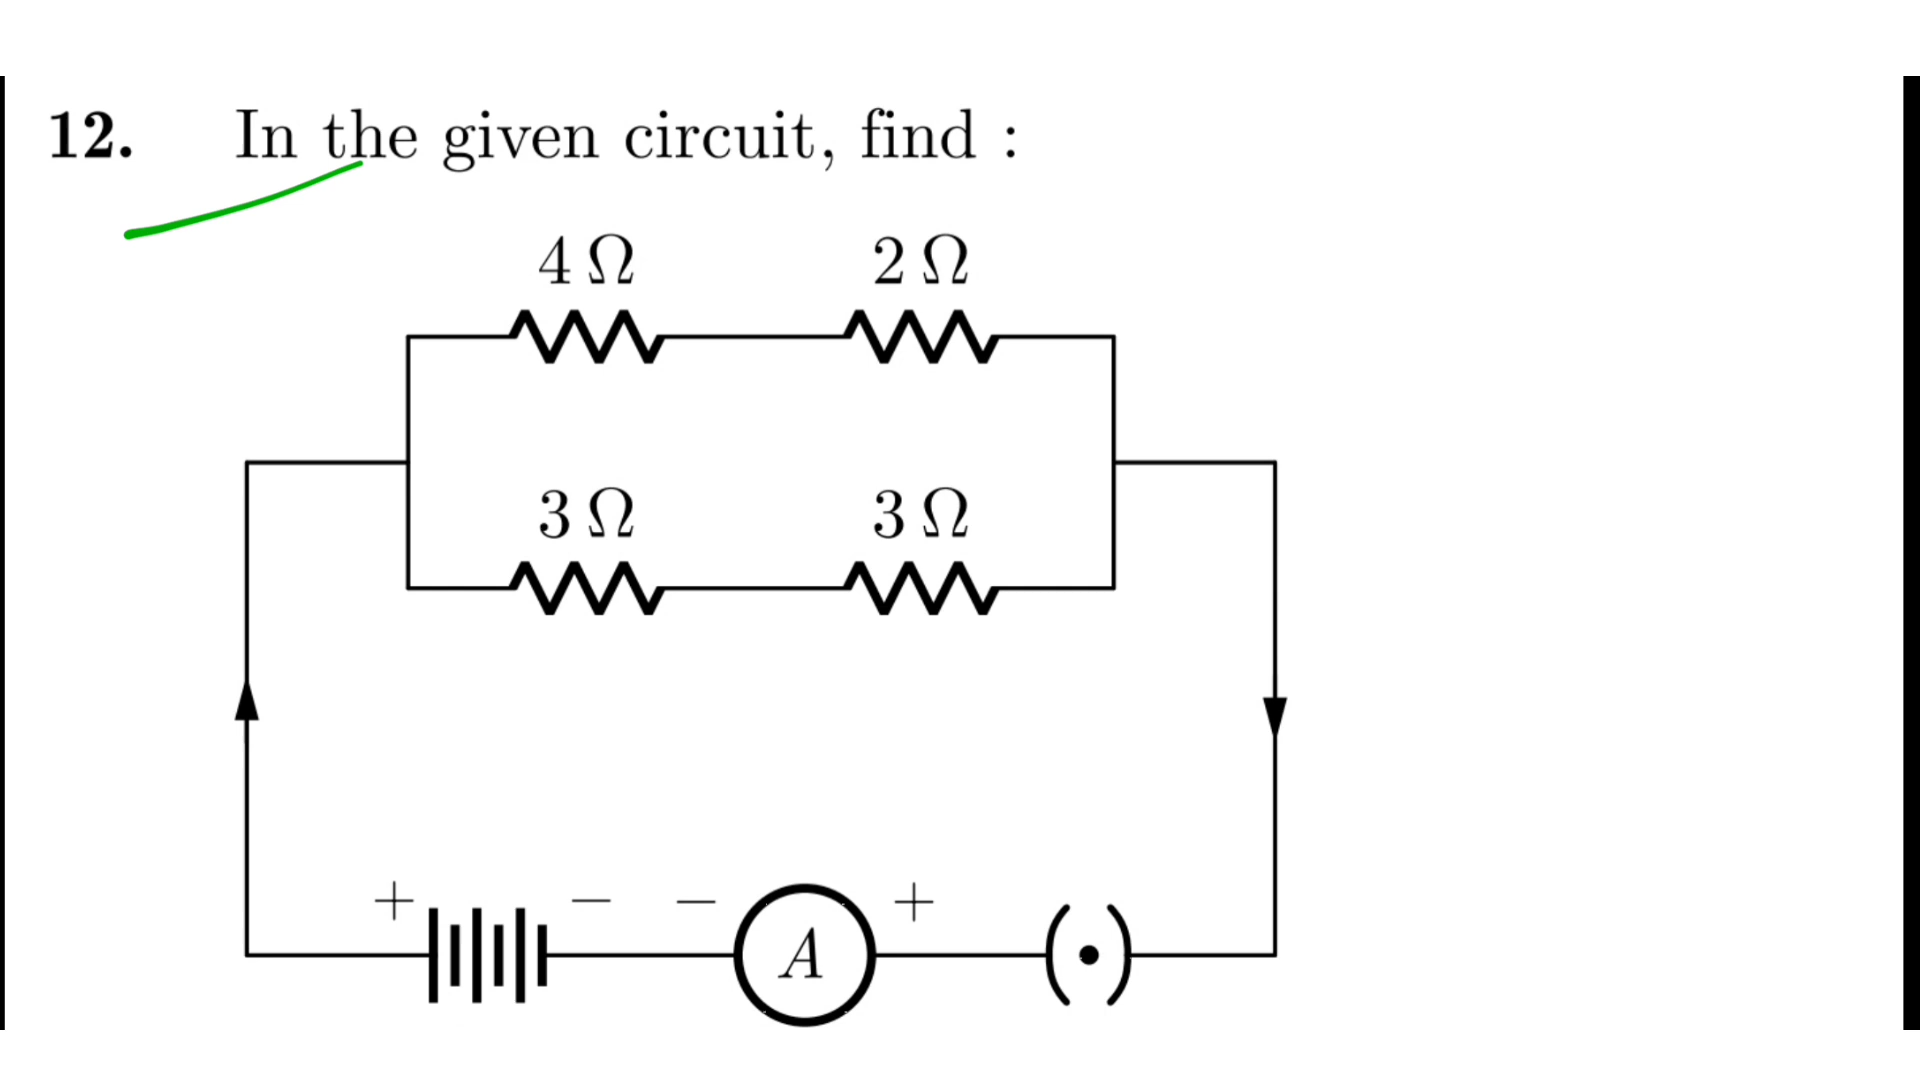 12. In the given circuit, find :
4 Ω 2 Ω
3 Ω 3 Ω
+ − − +
A